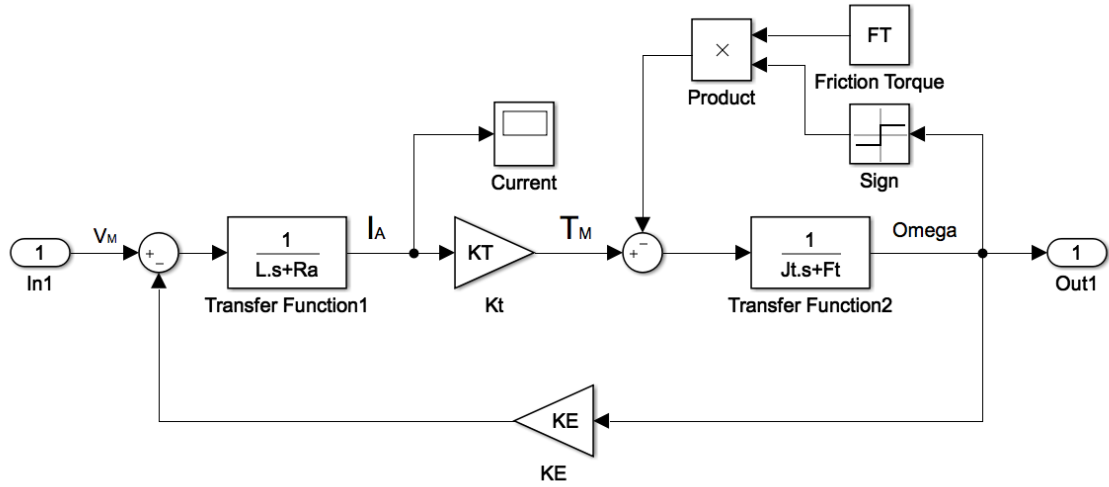 FT
×
Product
Friction Torque
Current
Sign
1
In1
VM
+
−
1
L.s+Ra
Transfer Function1
IA
KT
Kt
TM
−
+
1
Jt.s+Ft
Transfer Function2
Omega
1
Out1
KE
KE